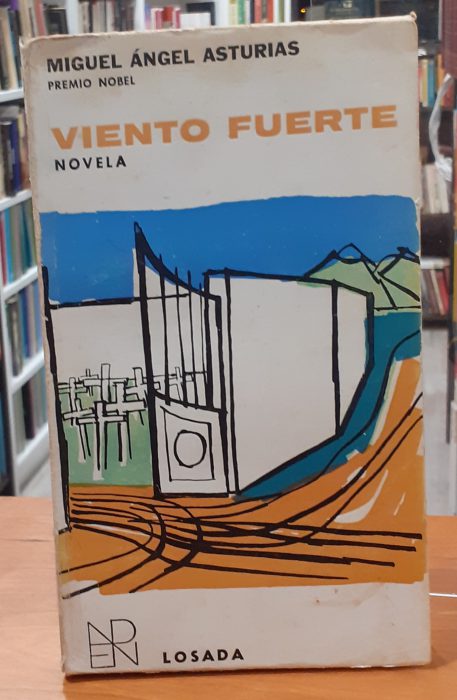 MIGUEL ÁNGEL ASTURIAS
PREMIO NOBEL
VIENTO FUERTE
NOVELA
LOSADA